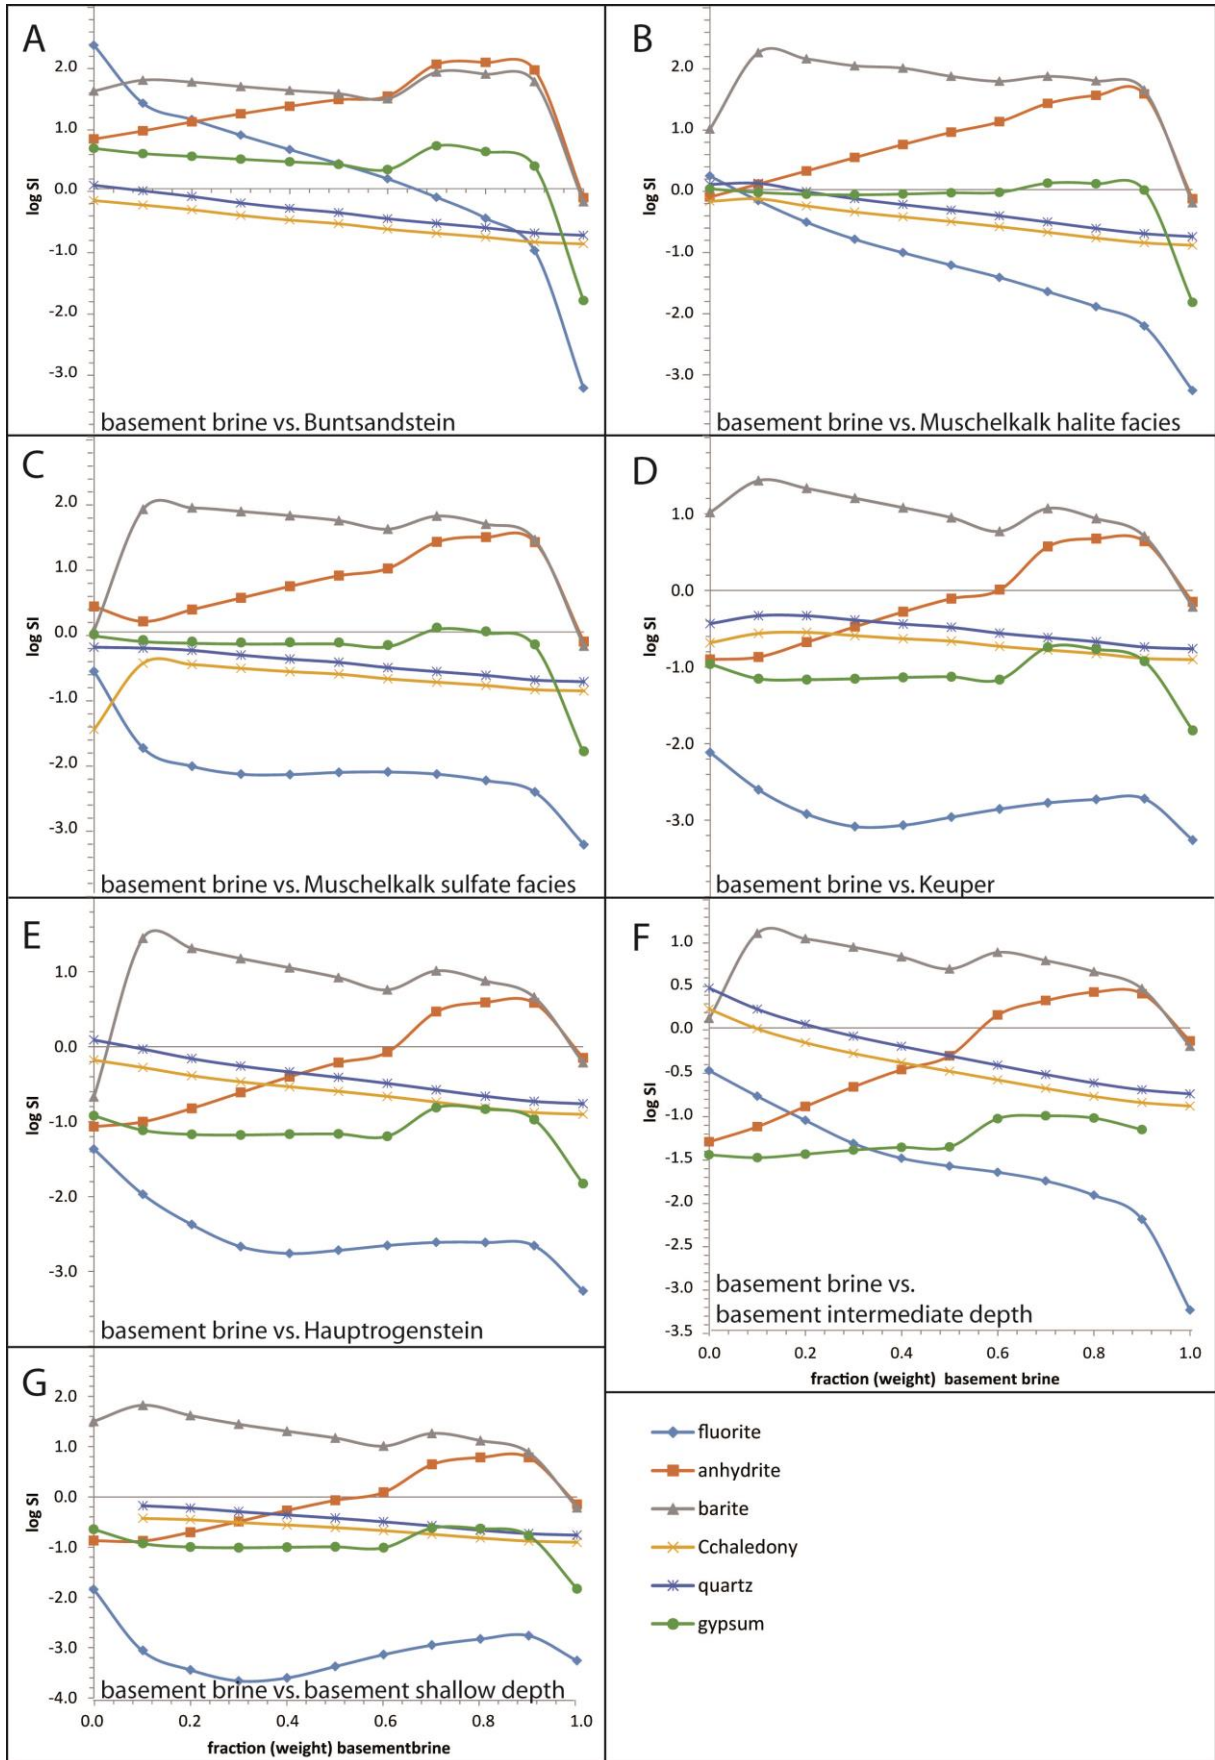 A
2.0
1.0
0.0
-1.0
-2.0
-3.0
log SI
basement brine vs. Buntsandstein
B
2.0
1.0
0.0
-1.0
-2.0
-3.0
log SI
basement brine vs. Muschelkalk halite facies
C
2.0
1.0
0.0
-1.0
-2.0
-3.0
log SI
basement brine vs. Muschelkalk sulfate facies
D
1.0
0.0
-1.0
-2.0
-3.0
log SI
basement brine vs. Keuper
E
1.0
0.0
-1.0
-2.0
-3.0
log SI
basement brine vs. Hauptrogenstein
F
1.0
0.5
0.0
-0.5
-1.0
-1.5
-2.0
-2.5
-3.0
-3.5
log SI
basement brine vs.
basement intermediate depth
0.0 0.2 0.4 0.6 0.8 1.0
fraction (weight) basement brine
G
2.0
1.0
0.0
-1.0
-2.0
-3.0
-4.0
log SI
basement brine vs. basement shallow depth
0.0 0.2 0.4 0.6 0.8 1.0
fraction (weight) basementbrine
fluorite
anhydrite
barite
Cchaledony
quartz
gypsum